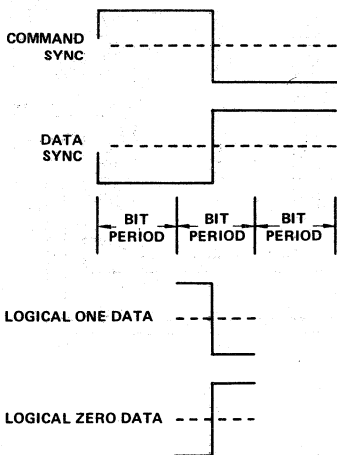 COMMAND
SYNC
DATA
SYNC
BIT
PERIOD
BIT
PERIOD
BIT
PERIOD
LOGICAL ONE DATA
LOGICAL ZERO DATA